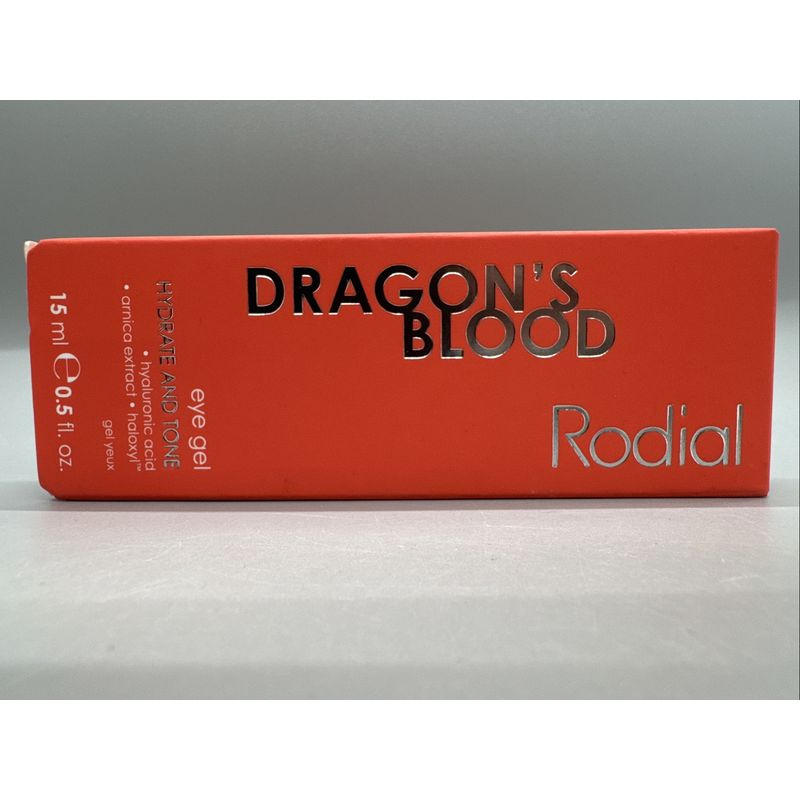 DRAGON'S
BLOOD
Rodial
eye gel
HYDRATE AND TONE
• hyaluronic acid
• arnica extract • haloxyl™
gel yeux
15 ml ℮ 0.5 fl. oz.